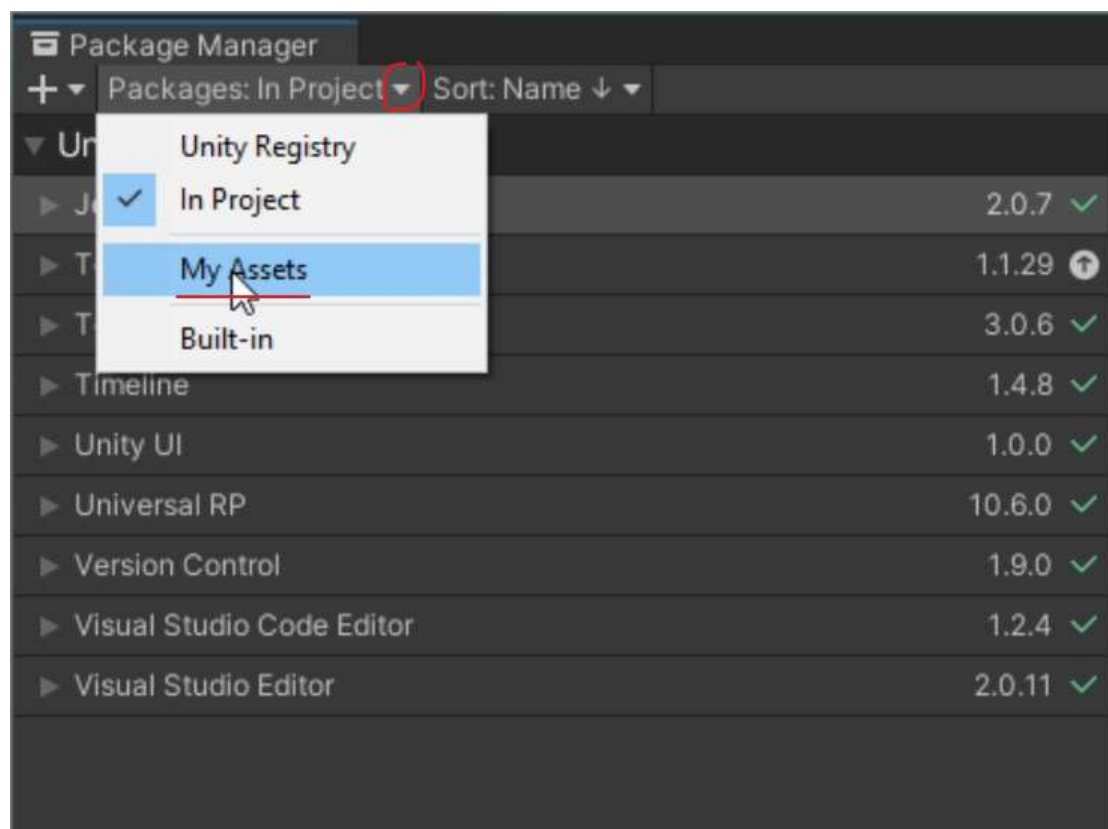 Package Manager
Packages: In Project Sort: Name ↓
Unity Registry
In Project
2.0.7
My Assets
1.1.29
3.0.6
Built-in
Timeline 1.4.8
Unity UI 1.0.0
Universal RP 10.6.0
Version Control 1.9.0
Visual Studio Code Editor 1.2.4
Visual Studio Editor 2.0.11